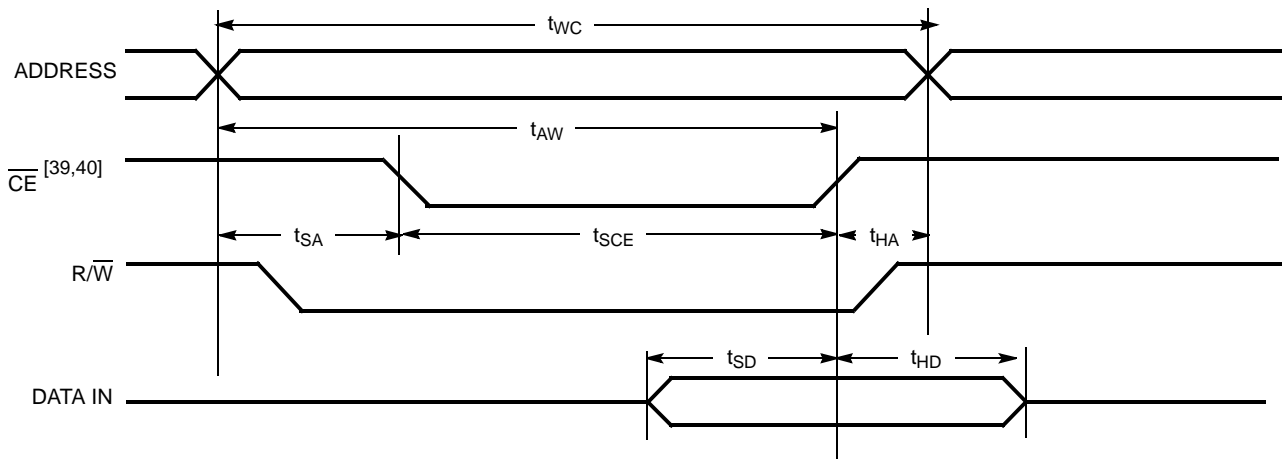 tWC
ADDRESS
tAW
CE [39,40]
tSA tSCE tHA
R/W
tSD tHD
DATA IN